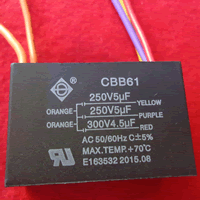 CBB61
250V5μF YELLOW
ORANGE 250V5μF PURPLE
ORANGE 300V4.5μF RED
AC 50/60Hz C±5%
MAX.TEMP.+70℃
E163532 2015.08